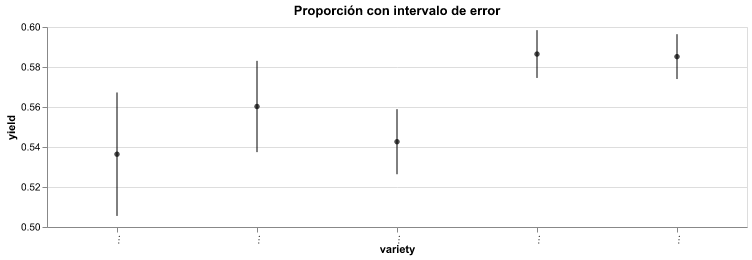 Proporción con intervalo de error
0.60
0.58
0.56
0.54
0.52
0.50
yield
… … … … …
variety